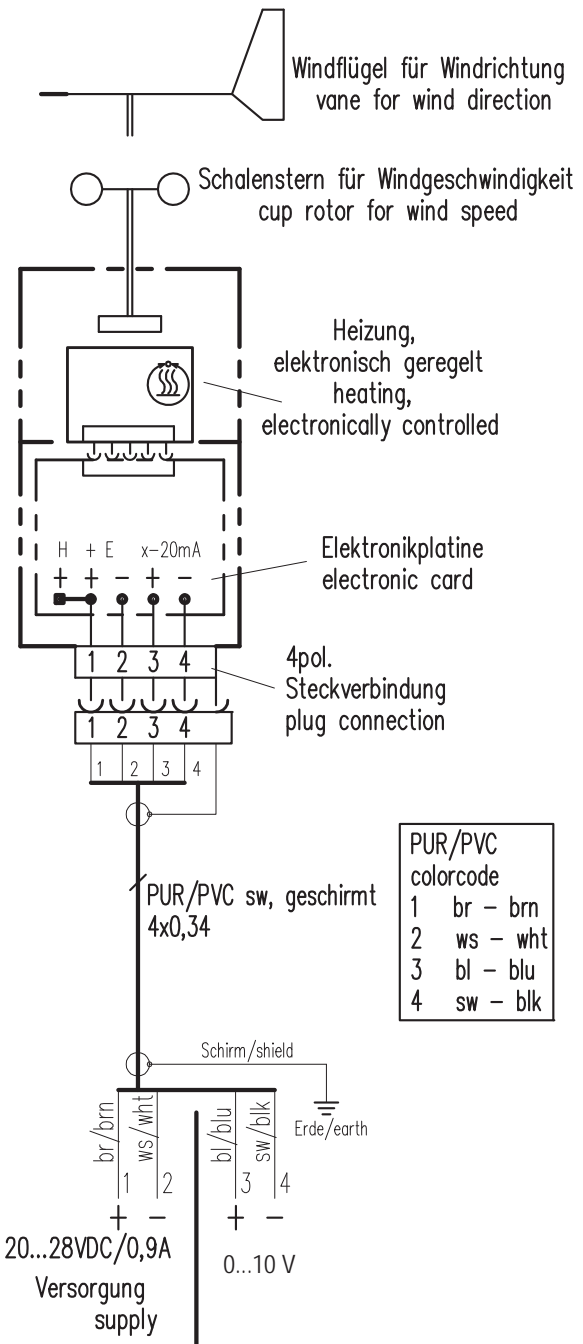 Windflügel für Windrichtung
vane for wind direction
Schalenstern für Windgeschwindigkeit
cup rotor for wind speed
Heizung,
elektronisch geregelt
heating,
electronically controlled
H + E x-20mA
+ + - + -
Elektronikplatine
electronic card
1 2 3 4
4pol.
Steckverbindung
plug connection
1 2 3 4
1 2 3 4
PUR/PVC sw, geschirmt
4x0,34
PUR/PVC
colorcode
1 br - brn
2 ws - wht
3 bl - blu
4 sw - blk
Schirm/shield
Erde/earth
br/brn ws/wht bl/blu sw/blk
1 2 3 4
+ - + -
20...28VDC/0,9A
Versorgung
supply
0...10 V